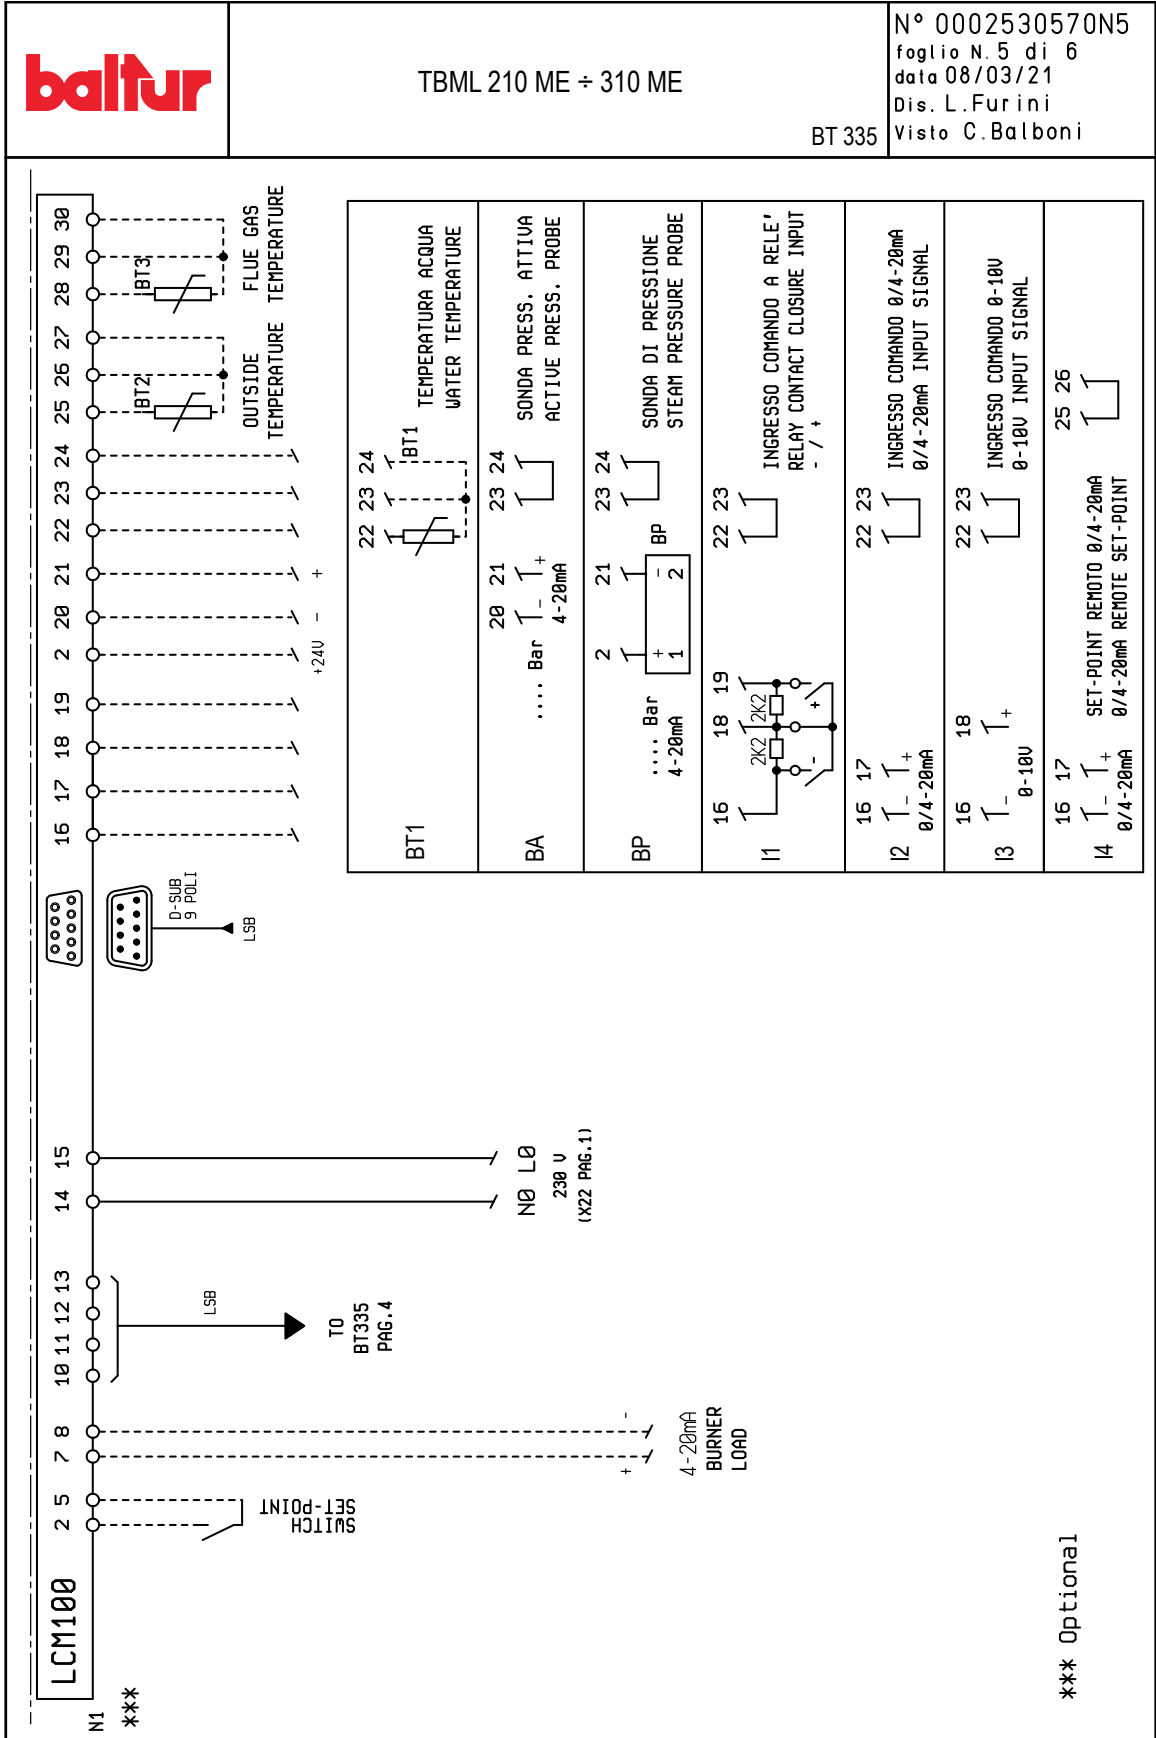 baltur
TBML 210 ME ÷ 310 ME
BT 335
N° 0002530570N5
foglio N. 5 di 6
data 08/03/21
Dis. L.Furini
Visto C.Balboni
LCM100
N1
***
2 5 7 8 10 11 12 13 14 15 16 17 18 19 2 20 21 22 23 24 25 26 27 28 29 30
SWITCH
SET-POINT
+ -
4-20mA
BURNER
LOAD
LSB
TO
BT335
PAG.4
N0 L0
230 V
(X22 PAG.1)
D-SUB
9 POLI
LSB
+24V - +
BT2
OUTSIDE
TEMPERATURE
BT3
FLUE GAS
TEMPERATURE
BT1
22 23 24
BT1
TEMPERATURA ACQUA
WATER TEMPERATURE
BA
.... Bar
20 21
- +
4-20mA
23 24
SONDA PRESS. ATTIVA
ACTIVE PRESS. PROBE
BP
.... Bar
4-20mA
2 21
+ -
1 2
BP
23 24
SONDA DI PRESSIONE
STEAM PRESSURE PROBE
I1
16 18 19
2K2 2K2
- +
22 23
INGRESSO COMANDO A RELE'
RELAY CONTACT CLOSURE INPUT
- / +
I2
16 17
- +
0/4-20mA
22 23
INGRESSO COMANDO 0/4-20mA
0/4-20mA INPUT SIGNAL
I3
16 18
- +
0-10V
22 23
INGRESSO COMANDO 0-10V
0-10V INPUT SIGNAL
I4
16 17
- +
0/4-20mA
SET-POINT REMOTO 0/4-20mA
0/4-20mA REMOTE SET-POINT
25 26
*** Optional